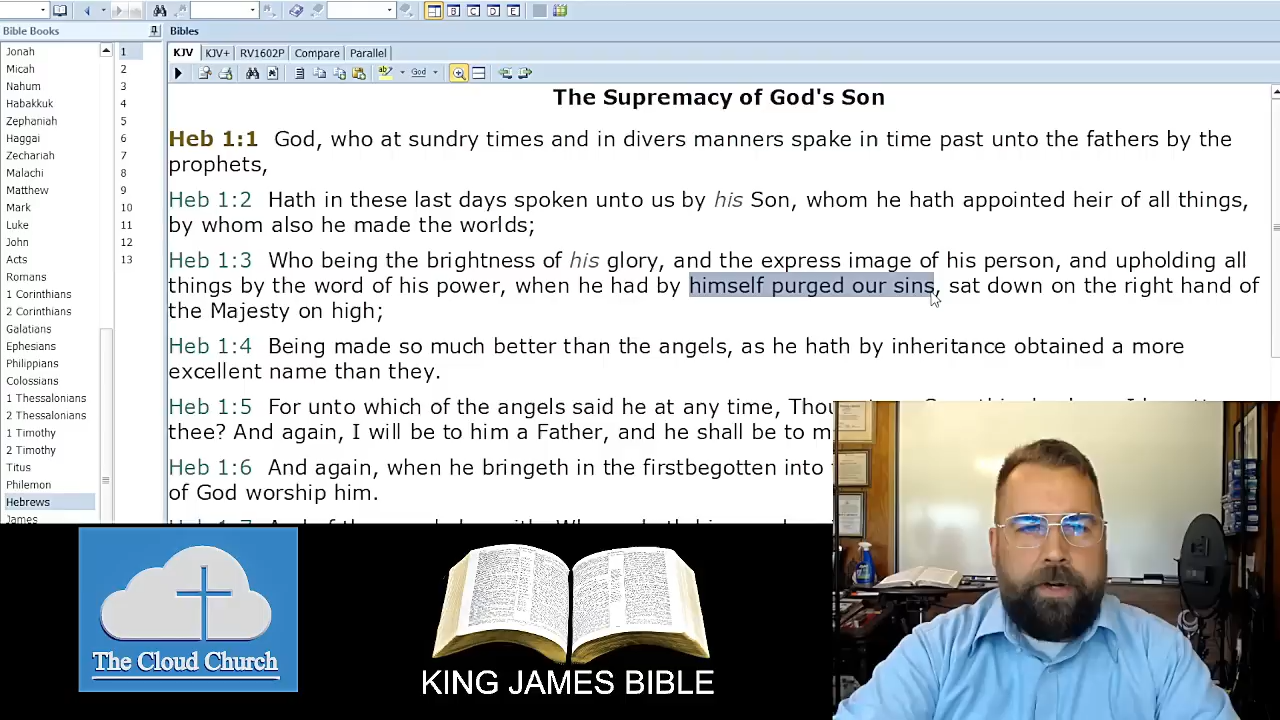 Bible Books
Bibles
KJV KJV+ RV1602P Compare Parallel
Jonah
Micah
Nahum
Habakkuk
Zephaniah
Haggai
Zechariah
Malachi
Matthew
Mark
Luke
John
Acts
Romans
1 Corinthians
2 Corinthians
Galatians
Ephesians
Philippians
Colossians
1 Thessalonians
2 Thessalonians
1 Timothy
2 Timothy
Titus
Philemon
Hebrews
James
1
2
3
4
5
6
7
8
9
10
11
12
13
B C D E
God
The Supremacy of God's Son
Heb 1:1 God, who at sundry times and in divers manners spake in time past unto the fathers by the
prophets,
Heb 1:2 Hath in these last days spoken unto us by his Son, whom he hath appointed heir of all things,
by whom also he made the worlds;
Heb 1:3 Who being the brightness of his glory, and the express image of his person, and upholding all
things by the word of his power, when he had by himself purged our sins, sat down on the right hand of
the Majesty on high;
Heb 1:4 Being made so much better than the angels, as he hath by inheritance obtained a more
excellent name than they.
Heb 1:5 For unto which of the angels said he at any time,
thee? And again, I will be to him a Father, and he shall be to
Heb 1:6 And again, when he bringeth in the firstbegotten into
of God worship him.
The Cloud Church
KING JAMES BIBLE